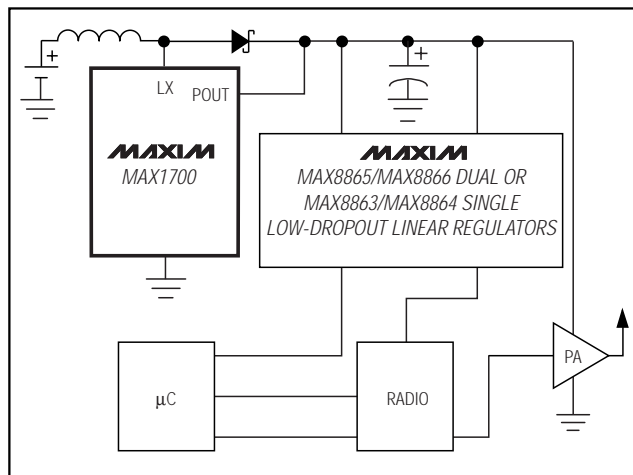 +
LX
POUT
MAXIM
MAX1700
+
MAXIM
MAX8865/MAX8866 DUAL OR
MAX8863/MAX8864 SINGLE
LOW-DROPOUT LINEAR REGULATORS
µC
RADIO
PA